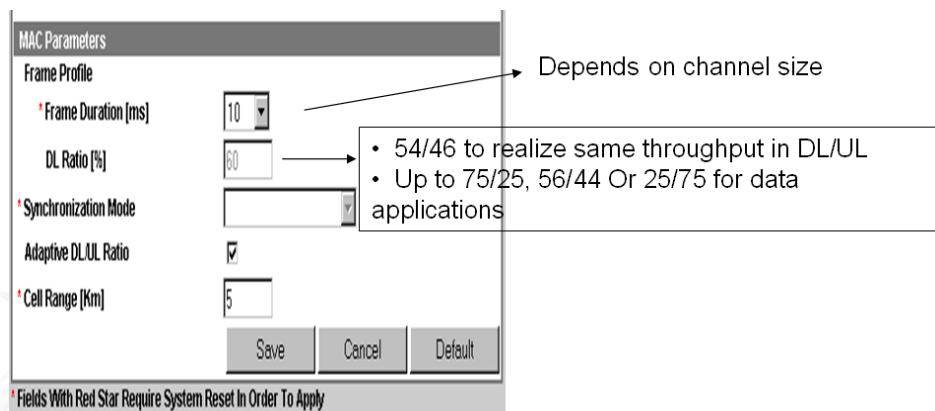 MAC Parameters
Frame Profile
* Frame Duration [ms]
10
Depends on channel size
DL Ratio [%]
60
• 54/46 to realize same throughput in DL/UL
• Up to 75/25, 56/44 Or 25/75 for data
applications
* Synchronization Mode
Adaptive DL/UL Ratio
* Cell Range [Km]
5
Save Cancel Default
* Fields With Red Star Require System Reset In Order To Apply